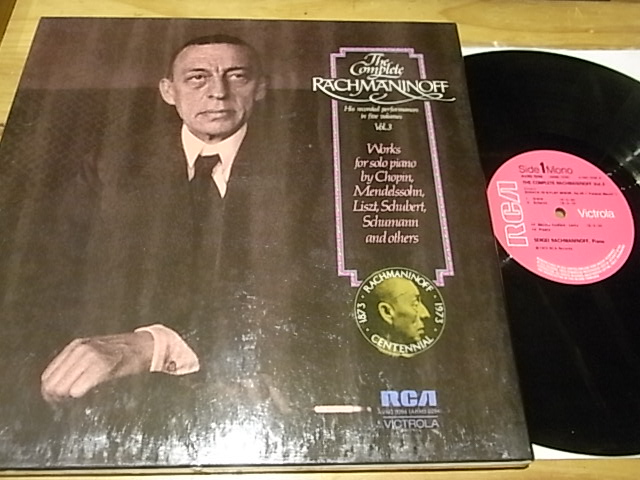 The
Complete
RACHMANINOFF
His recorded performances
in five volumes
Vol.3
Works
for solo piano
by Chopin,
Mendelssohn,
Liszt, Schubert,
Schumann
and others
1873 · RACHMANINOFF · 1973
CENTENNIAL
RCA
VICTROLA
Side 1 Mono
THE COMPLETE RACHMANINOFF Vol. 3
RCA
Victrola
SERGEI RACHMANINOFF, Piano